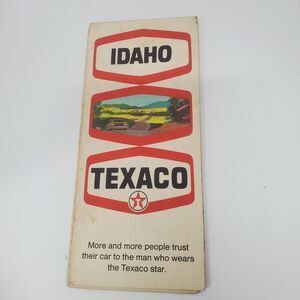 IDAHO
TEXACO
T
More and more people trust
their car to the man who wears
the Texaco star.